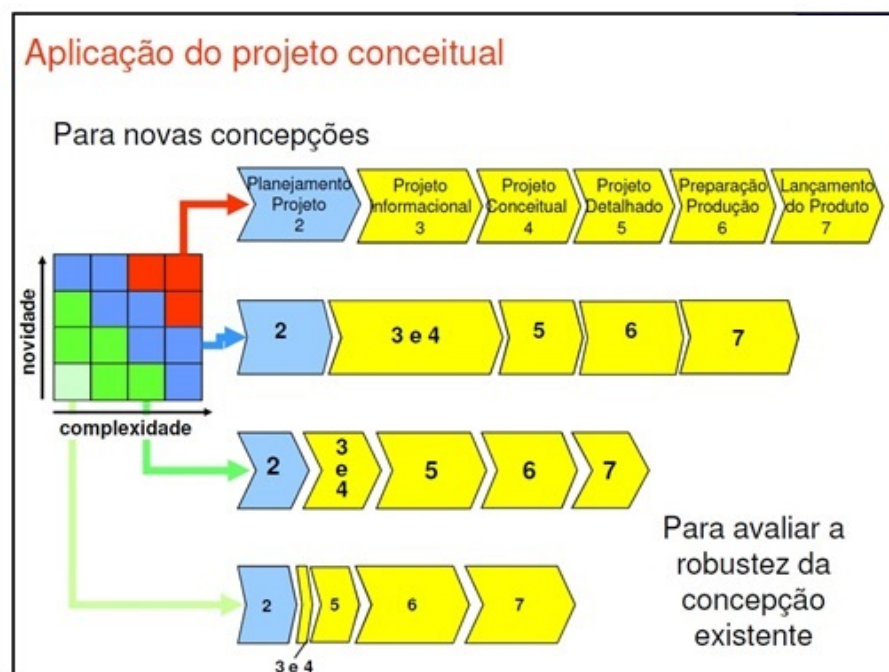 Aplicação do projeto conceitual
Para novas concepções
Planejamento
Projeto
2
Projeto
Informacional
3
Projeto
Conceitual
4
Projeto
Detalhado
5
Preparação
Produção
6
Lançamento
do Produto
7
novidade
complexidade
2
3 e 4
5
6
7
2
3
e
4
5
6
7
2
3 e 4
5
6
7
Para avaliar a
robustez da
concepção
existente